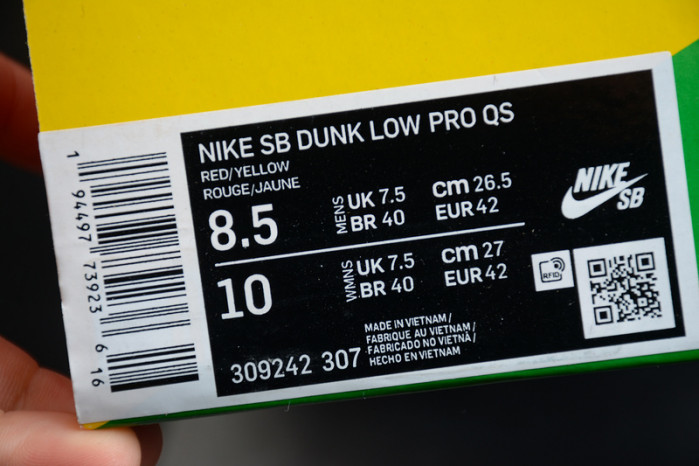 NIKE SB DUNK LOW PRO QS
RED/YELLOW
ROUGE/JAUNE
8.5 MENS UK 7.5 cm 26.5
BR 40 EUR 42
10 WMNS UK 7.5 cm 27
BR 40 EUR 42
MADE IN VIETNAM /
FABRIQUE AU VIETNAM /
FABRICADO NO VIETNÃ /
HECHO EN VIETNAM
309242 307
NIKE
SB
RFID
1 94497 73923 6 16